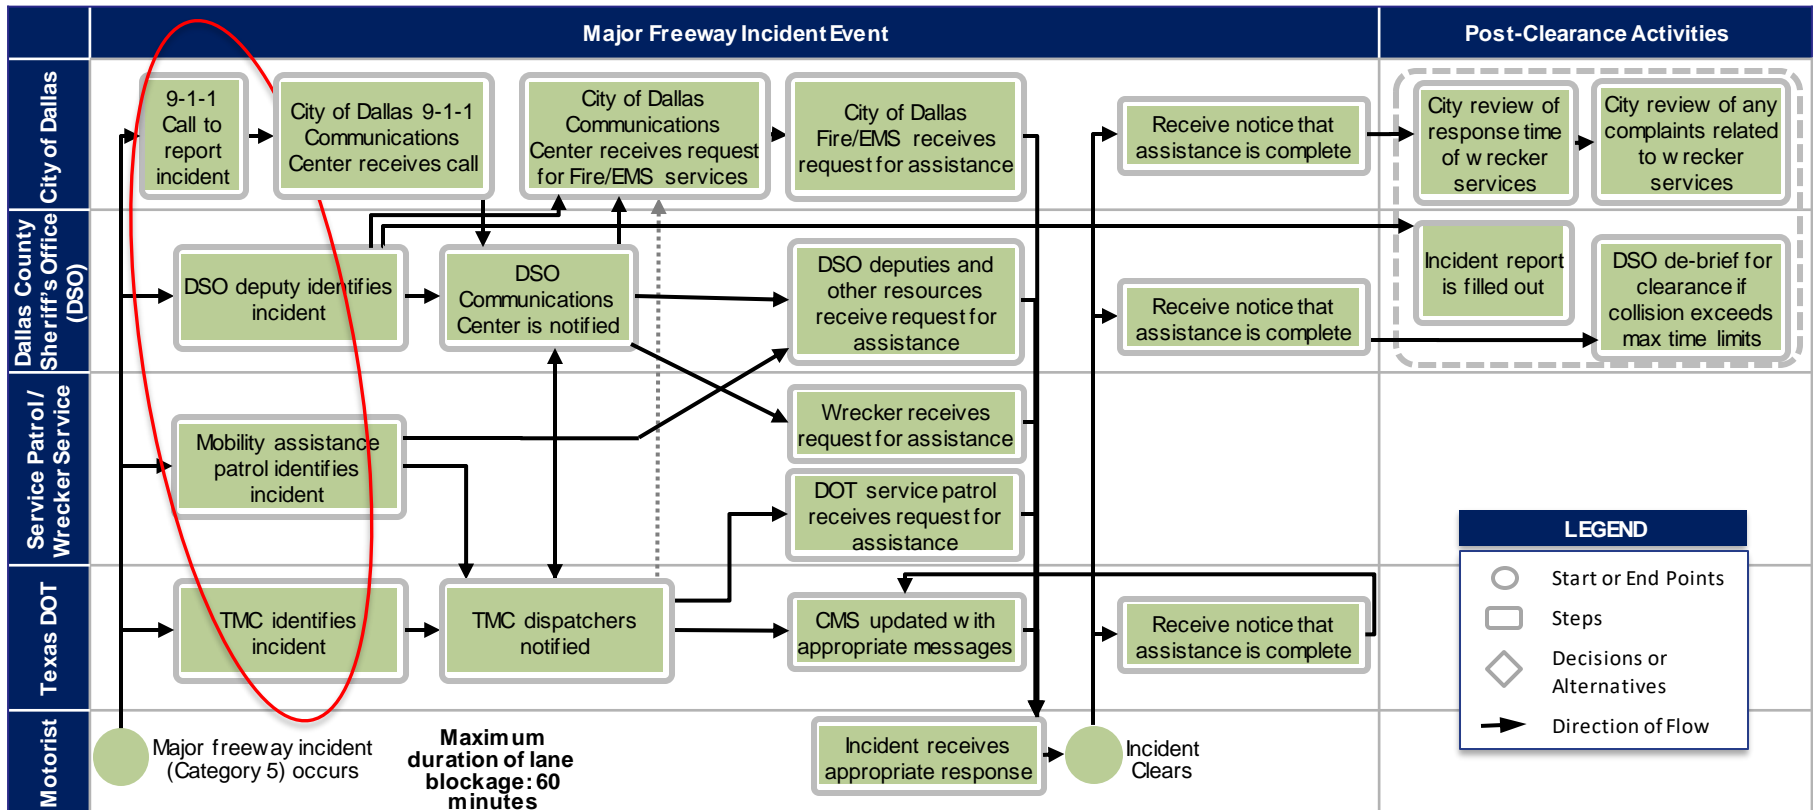 Major Freeway Incident Event
Post-Clearance Activities
City of Dallas
9-1-1
Call to
report
incident
City of Dallas 9-1-1
Communications
Center receives call
City of Dallas
Communications
Center receives request
for Fire/EMS services
City of Dallas
Fire/EMS receives
request for assistance
Receive notice that
assistance is complete
City review of
response time
of wrecker
services
City review of any
complaints related
to wrecker
services
Dallas County
Sheriff's Office
(DSO)
DSO deputy identifies
incident
DSO
Communications
Center is notified
DSO deputies and
other resources
receive request for
assistance
Receive notice that
assistance is complete
Incident report
is filled out
DSO de-brief for
clearance if
collision exceeds
max time limits
Service Patrol /
Wrecker Service
Mobility assistance
patrol identifies
incident
Wrecker receives
request for assistance
DOT service patrol
receives request for
assistance
Texas DOT
TMC identifies
incident
TMC dispatchers
notified
CMS updated with
appropriate messages
Receive notice that
assistance is complete
Motorist
Major freeway incident
(Category 5) occurs
Maximum
duration of lane
blockage: 60
minutes
Incident receives
appropriate response
Incident
Clears
LEGEND
Start or End Points
Steps
Decisions or
Alternatives
Direction of Flow